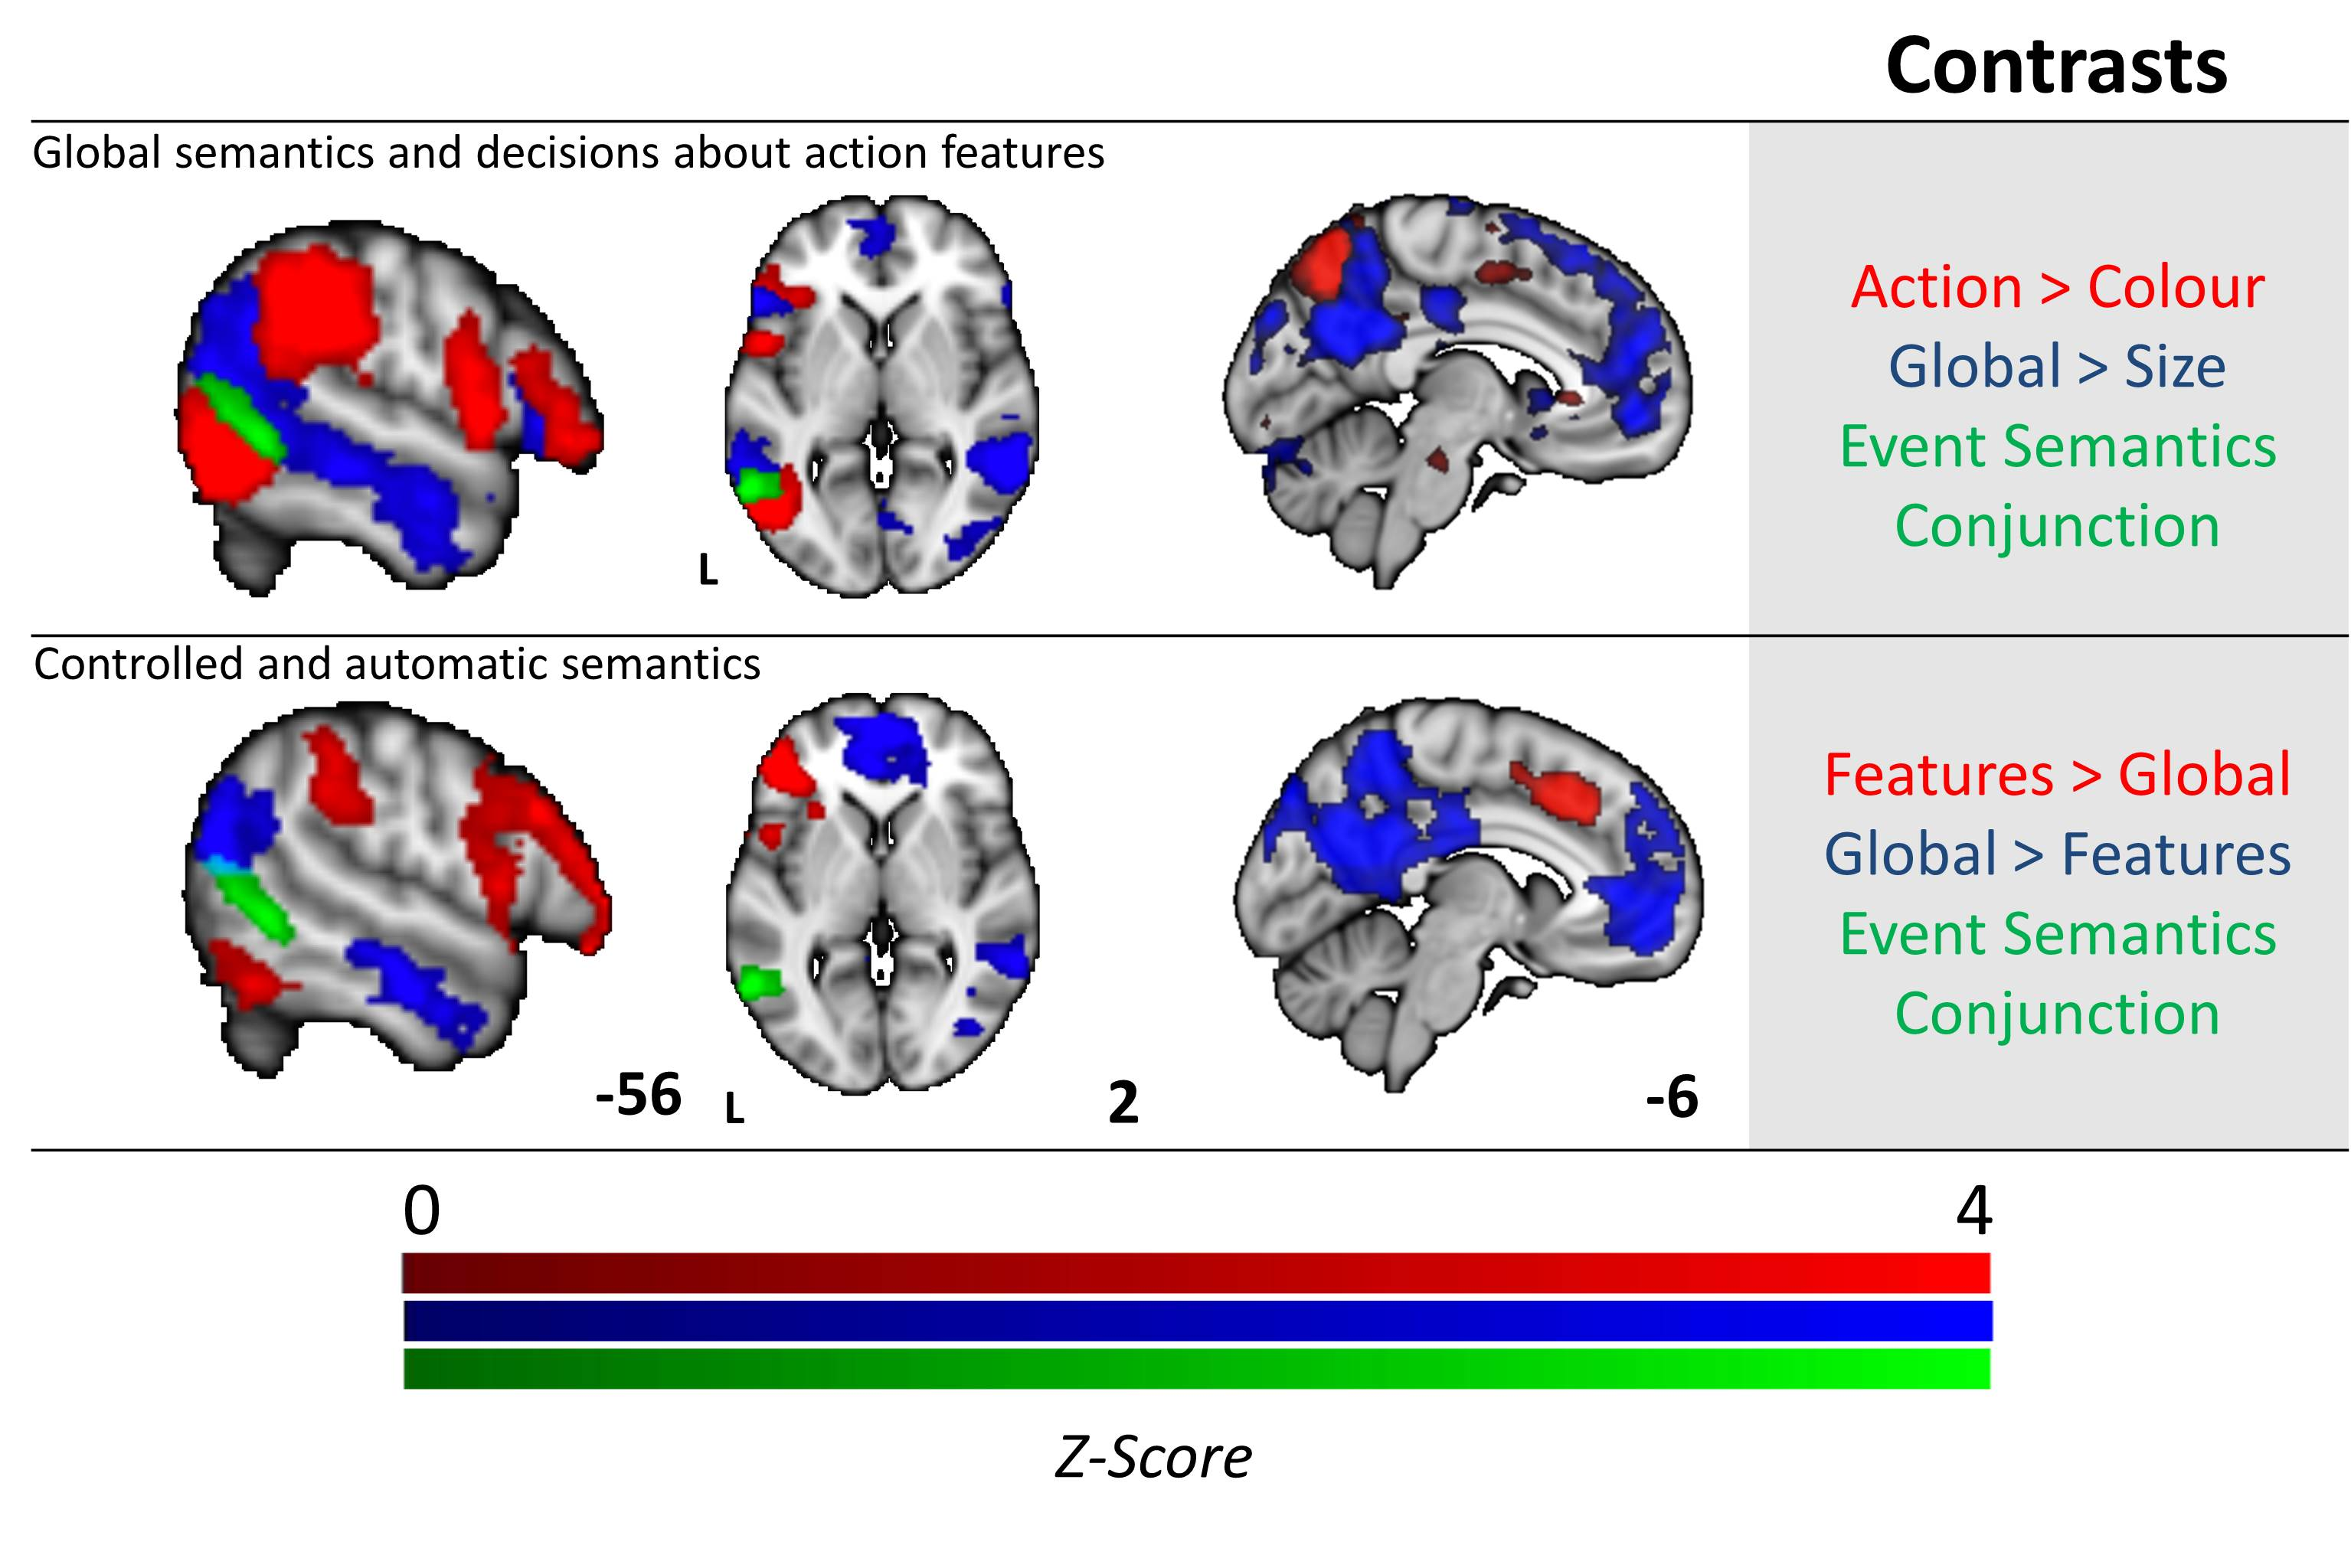 Contrasts
Global semantics and decisions about action features
Action > Colour
Global > Size
Event Semantics
Conjunction
L
Controlled and automatic semantics
Features > Global
Global > Features
Event Semantics
Conjunction
-56
L
2
-6
0
4
Z-Score